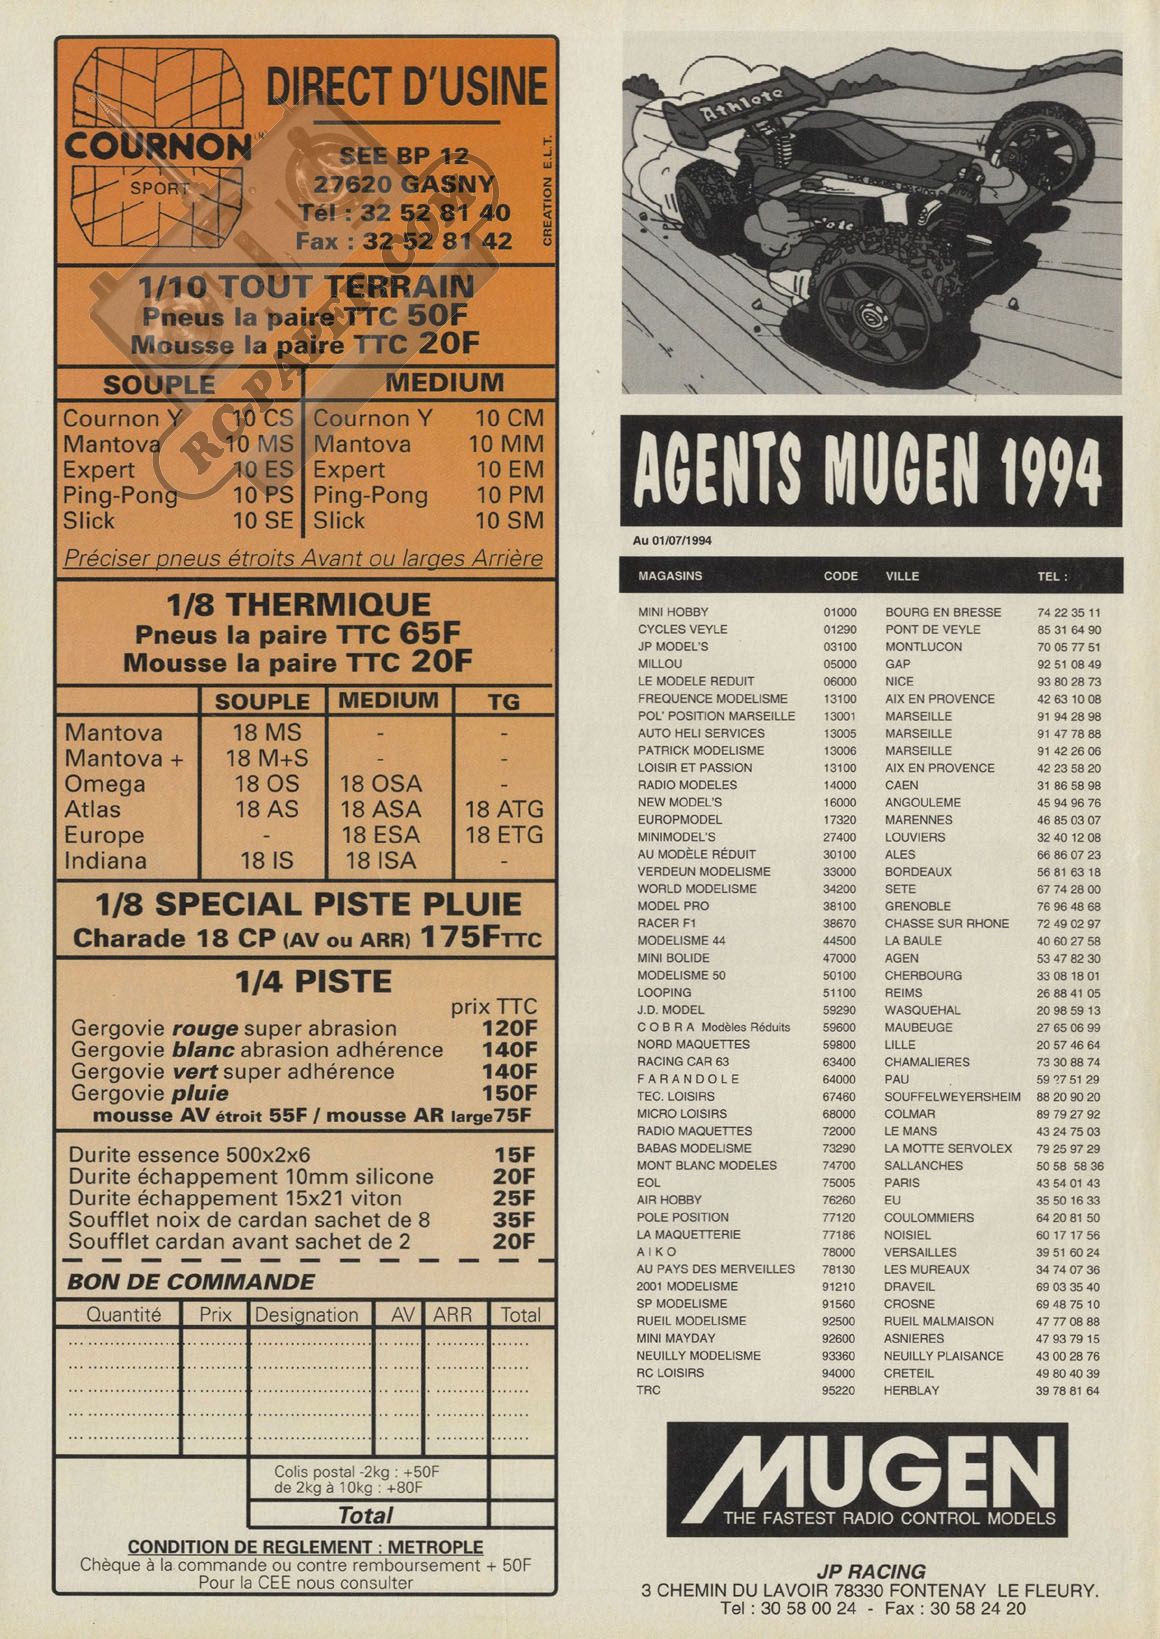 COURNON
SPORT
DIRECT D'USINE
SEE BP 12
27620 GASNY
Tél : 32 52 81 40
Fax : 32 52 81 42
CREATION E.L.T.
1/10 TOUT TERRAIN
Pneus la paire TTC 50F
Mousse la paire TTC 20F
SOUPLE MEDIUM
Cournon Y 10 CS Cournon Y 10 CM
Mantova 10 MS Mantova 10 MM
Expert 10 ES Expert 10 EM
Ping-Pong 10 PS Ping-Pong 10 PM
Slick 10 SE Slick 10 SM
Préciser pneus étroits Avant ou larges Arrière
1/8 THERMIQUE
Pneus la paire TTC 65F
Mousse la paire TTC 20F
SOUPLE MEDIUM TG
Mantova 18 MS - -
Mantova + 18 M+S - -
Omega 18 OS 18 OSA -
Atlas 18 AS 18 ASA 18 ATG
Europe - 18 ESA 18 ETG
Indiana 18 IS 18 ISA -
1/8 SPECIAL PISTE PLUIE
Charade 18 CP (AV ou ARR) 175F TTC
1/4 PISTE
prix TTC
Gergovie rouge super abrasion 120F
Gergovie blanc abrasion adhérence 140F
Gergovie vert super adhérence 140F
Gergovie pluie 150F
mousse AV étroit 55F / mousse AR large 75F
Durite essence 500x2x6 15F
Durite échappement 10mm silicone 20F
Durite échappement 15x21 viton 25F
Soufflet noix de cardan sachet de 8 35F
Soufflet cardan avant sachet de 2 20F
BON DE COMMANDE
Quantité Prix Designation AV ARR Total
Colis postal -2kg : +50F
de 2kg à 10kg : +80F
Total
CONDITION DE REGLEMENT : METROPLE
Chèque à la commande ou contre remboursement + 50F
Pour la CEE nous consulter
RCPAPER.COM
Athlete
AGENTS MUGEN 1994
Au 01/07/1994
MAGASINS CODE VILLE TEL :
MINI HOBBY 01000 BOURG EN BRESSE 74 22 35 11
CYCLES VEYLE 01290 PONT DE VEYLE 85 31 64 90
JP MODEL'S 03100 MONTLUCON 70 05 77 51
MILLOU 05000 GAP 92 51 08 49
LE MODELE REDUIT 06000 NICE 93 80 28 73
FREQUENCE MODELISME 13100 AIX EN PROVENCE 42 63 10 08
POL' POSITION MARSEILLE 13001 MARSEILLE 91 94 28 98
AUTO HELI SERVICES 13005 MARSEILLE 91 47 78 88
PATRICK MODELISME 13006 MARSEILLE 91 42 26 06
LOISIR ET PASSION 13100 AIX EN PROVENCE 42 23 58 20
RADIO MODELES 14000 CAEN 31 86 58 98
NEW MODEL'S 16000 ANGOULEME 45 94 96 76
EUROPMODEL 17320 MARENNES 46 85 03 07
MINIMODEL'S 27400 LOUVIERS 32 40 12 08
AU MODÈLE RÉDUIT 30100 ALES 66 86 07 23
VERDEUN MODELISME 33000 BORDEAUX 56 81 63 18
WORLD MODELISME 34200 SETE 67 74 28 00
MODEL PRO 38100 GRENOBLE 76 96 48 68
RACER F1 38670 CHASSE SUR RHONE 72 49 02 97
MODELISME 44 44500 LA BAULE 40 60 27 58
MINI BOLIDE 47000 AGEN 53 47 82 30
MODELISME 50 50100 CHERBOURG 33 08 18 01
LOOPING 51100 REIMS 26 88 41 05
J.D. MODEL 59290 WASQUEHAL 20 98 59 13
COBRA Modèles Réduits 59600 MAUBEUGE 27 65 06 99
NORD MAQUETTES 59800 LILLE 20 57 46 64
RACING CAR 63 63400 CHAMALIERES 73 30 88 74
FARANDOLE 64000 PAU 59 27 51 29
TEC. LOISIRS 67460 SOUFFELWEYERSHEIM 88 20 90 20
MICRO LOISIRS 68000 COLMAR 89 79 27 92
RADIO MAQUETTES 72000 LE MANS 43 24 75 03
BABAS MODELISME 73290 LA MOTTE SERVOLEX 79 25 97 29
MONT BLANC MODELES 74700 SALLANCHES 50 58 58 36
EOL 75005 PARIS 43 54 01 43
AIR HOBBY 76260 EU 35 50 16 33
POLE POSITION 77120 COULOMMIERS 64 20 81 50
LA MAQUETTERIE 77186 NOISIEL 60 17 17 56
AIKO 78000 VERSAILLES 39 51 60 24
AU PAYS DES MERVEILLES 78130 LES MUREAUX 34 74 07 36
2001 MODELISME 91210 DRAVEIL 69 03 35 40
SP MODELISME 91560 CROSNE 69 48 75 10
RUEIL MODELISME 92500 RUEIL MALMAISON 47 77 08 88
MINI MAYDAY 92600 ASNIERES 47 93 79 15
NEUILLY MODELISME 93360 NEUILLY PLAISANCE 43 00 28 76
RC LOISIRS 94000 CRETEIL 49 80 40 39
TRC 95220 HERBLAY 39 78 81 64
MUGEN
THE FASTEST RADIO CONTROL MODELS
JP RACING
3 CHEMIN DU LAVOIR 78330 FONTENAY LE FLEURY.
Tel : 30 58 00 24 - Fax : 30 58 24 20